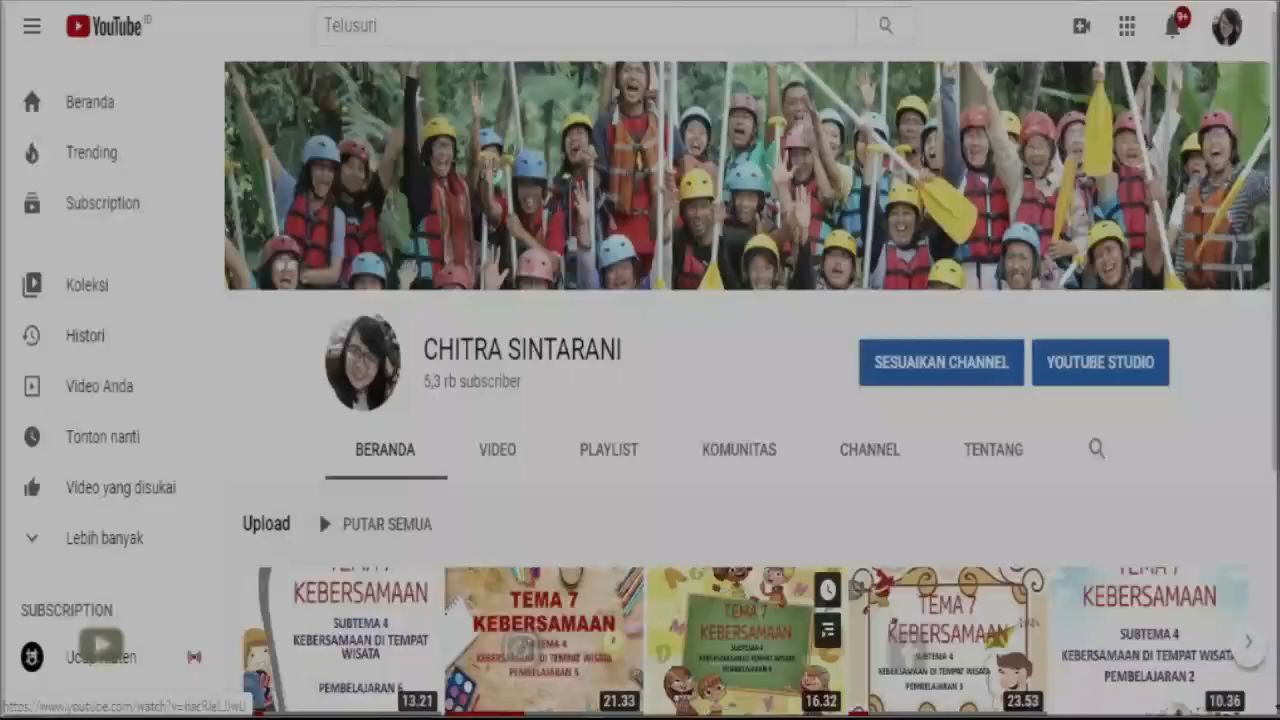 YouTube ID
Telusuri
9+
Beranda
Trending
Subscription
Koleksi
Histori
Video Anda
Tonton nanti
Video yang disukai
Lebih banyak
SUBSCRIPTION
CHITRA SINTARANI
5,3 rb subscriber
SESUAIKAN CHANNEL
YOUTUBE STUDIO
BERANDA
VIDEO
PLAYLIST
KOMUNITAS
CHANNEL
TENTANG
Upload
PUTAR SEMUA
TEMA 7
KEBERSAMAAN
SUBTEMA 4
KEBERSAMAAN DI TEMPAT
WISATA
PEMBELAJARAN 6
13.21
TEMA 7
KEBERSAMAAN
SUBTEMA 4
KEBERSAMAAN DI TEMPAT WISATA
PEMBELAJARAN 5
21.33
TEMA 7
KEBERSAMAAN
SUBTEMA 4
KEBERSAMAAN DI TEMPAT WISATA
PEMBELAJARAN 4
16.32
TEMA 7
KEBERSAMAAN
SUBTEMA 4
KEBERSAMAAN DI TEMPAT WISATA
PEMBELAJARAN 3
23.53
TEMA 7
KEBERSAMAAN
SUBTEMA 4
KEBERSAMAAN DI TEMPAT WISATA
PEMBELAJARAN 2
10.36